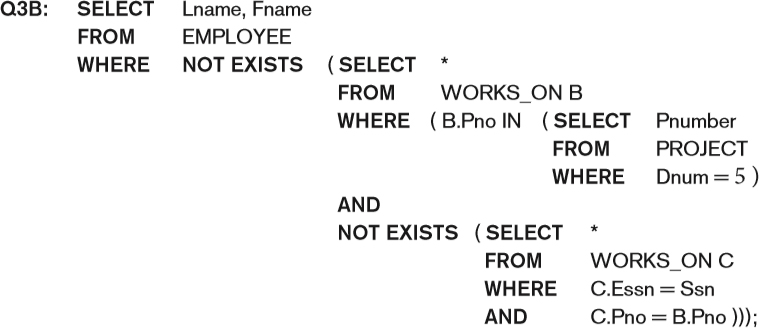 Q3B: SELECT Lname, Fname
FROM EMPLOYEE
WHERE NOT EXISTS ( SELECT *
FROM WORKS_ON B
WHERE ( B.Pno IN ( SELECT Pnumber
FROM PROJECT
WHERE Dnum = 5 )
AND
NOT EXISTS ( SELECT *
FROM WORKS_ON C
WHERE C.Essn = Ssn
AND C.Pno = B.Pno )));